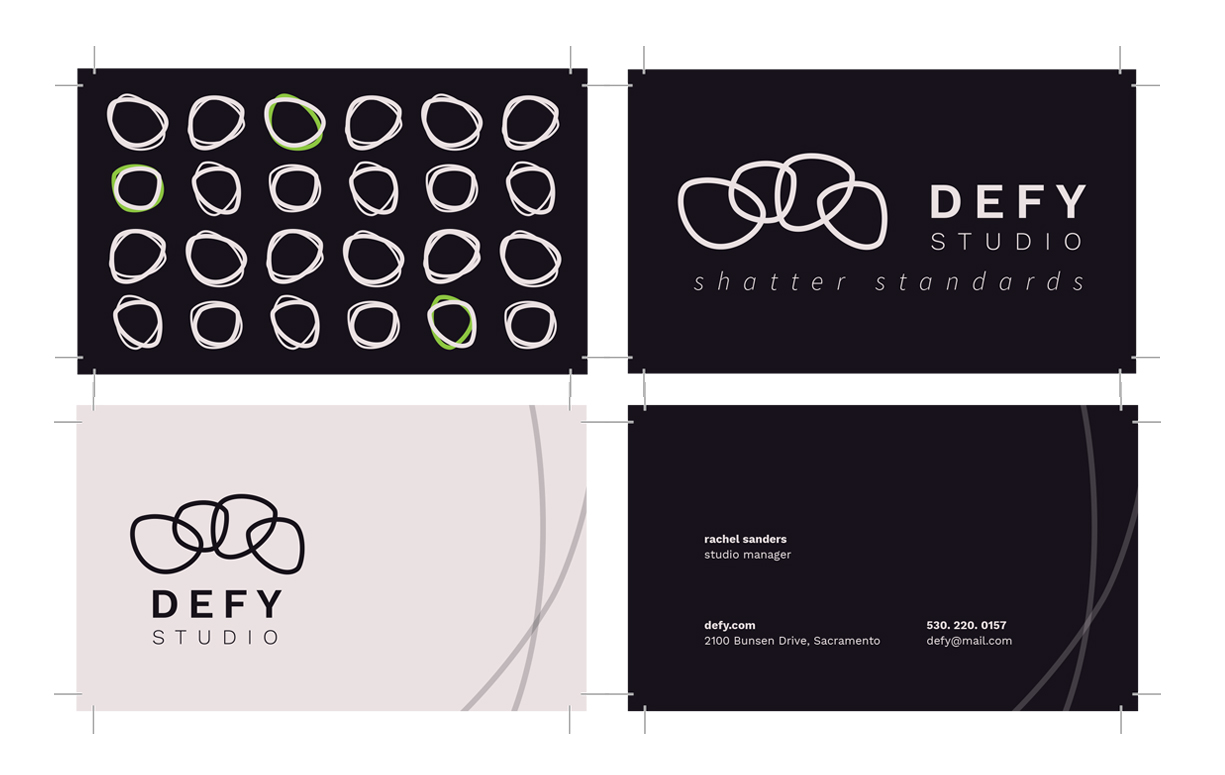 DEFY
STUDIO
shatter standards
DEFY
STUDIO
rachel sanders
studio manager
defy.com
2100 Bunsen Drive, Sacramento
530. 220. 0157
defy@mail.com